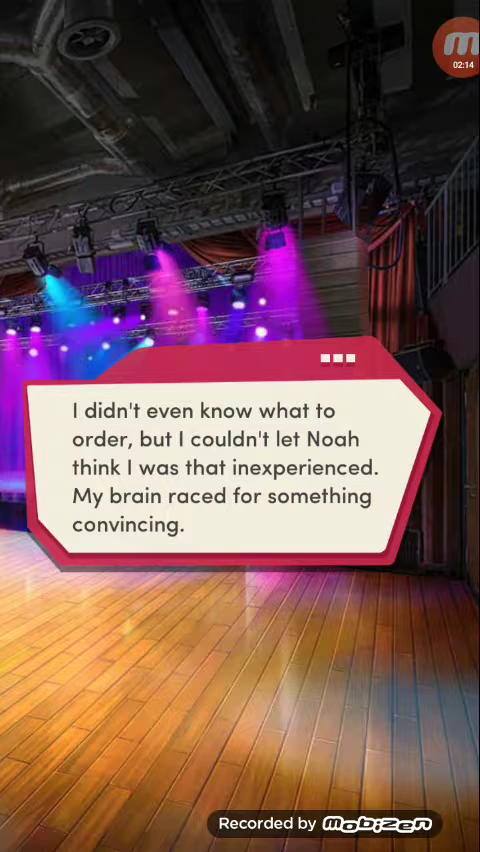 02:14
I didn't even know what to
order, but I couldn't let Noah
think I was that inexperienced.
My brain raced for something
convincing.
Recorded by mobizen